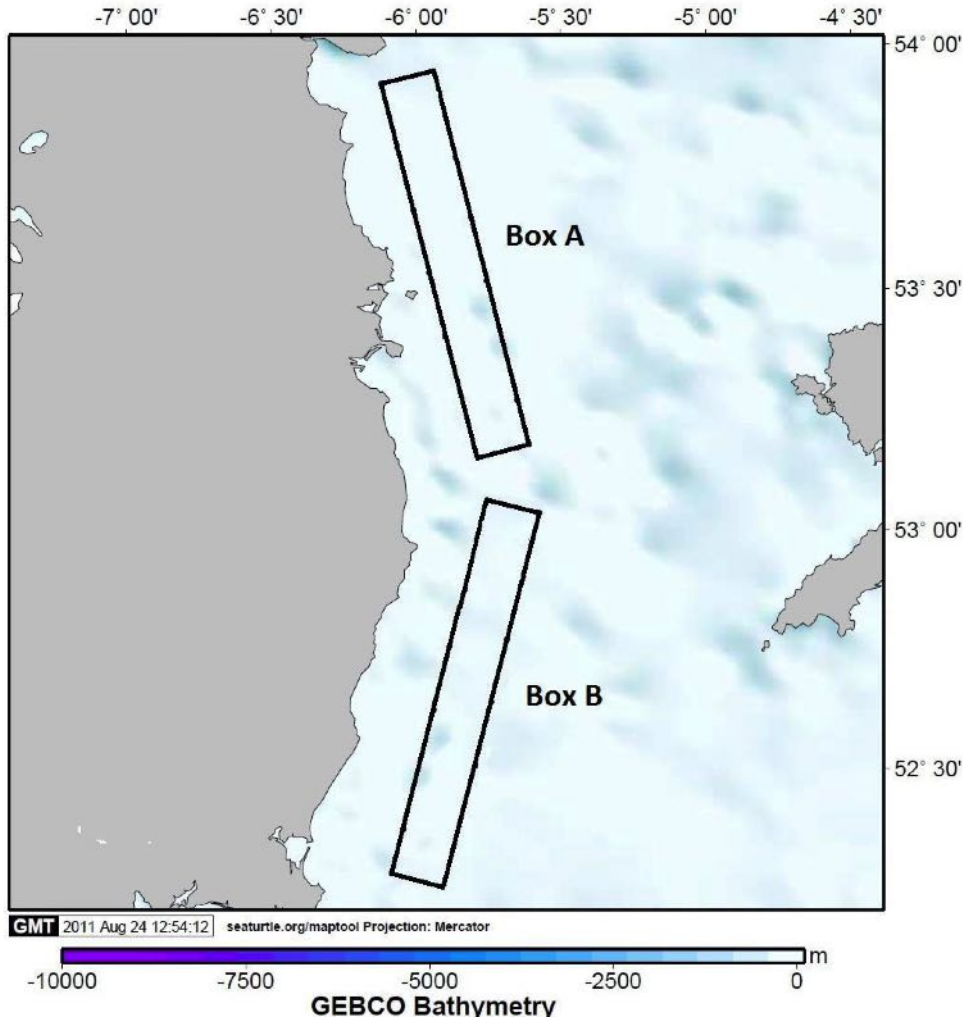 -7° 00' -6° 30' -6° 00' -5° 30' -5° 00' -4° 30'
54° 00'
Box A
53° 30'
53° 00'
Box B
52° 30'
GMT 2011 Aug 24 12:54:12 seaturtle.org/maptool Projection: Mercator
m
-10000 -7500 -5000 -2500 0
GEBCO Bathymetry